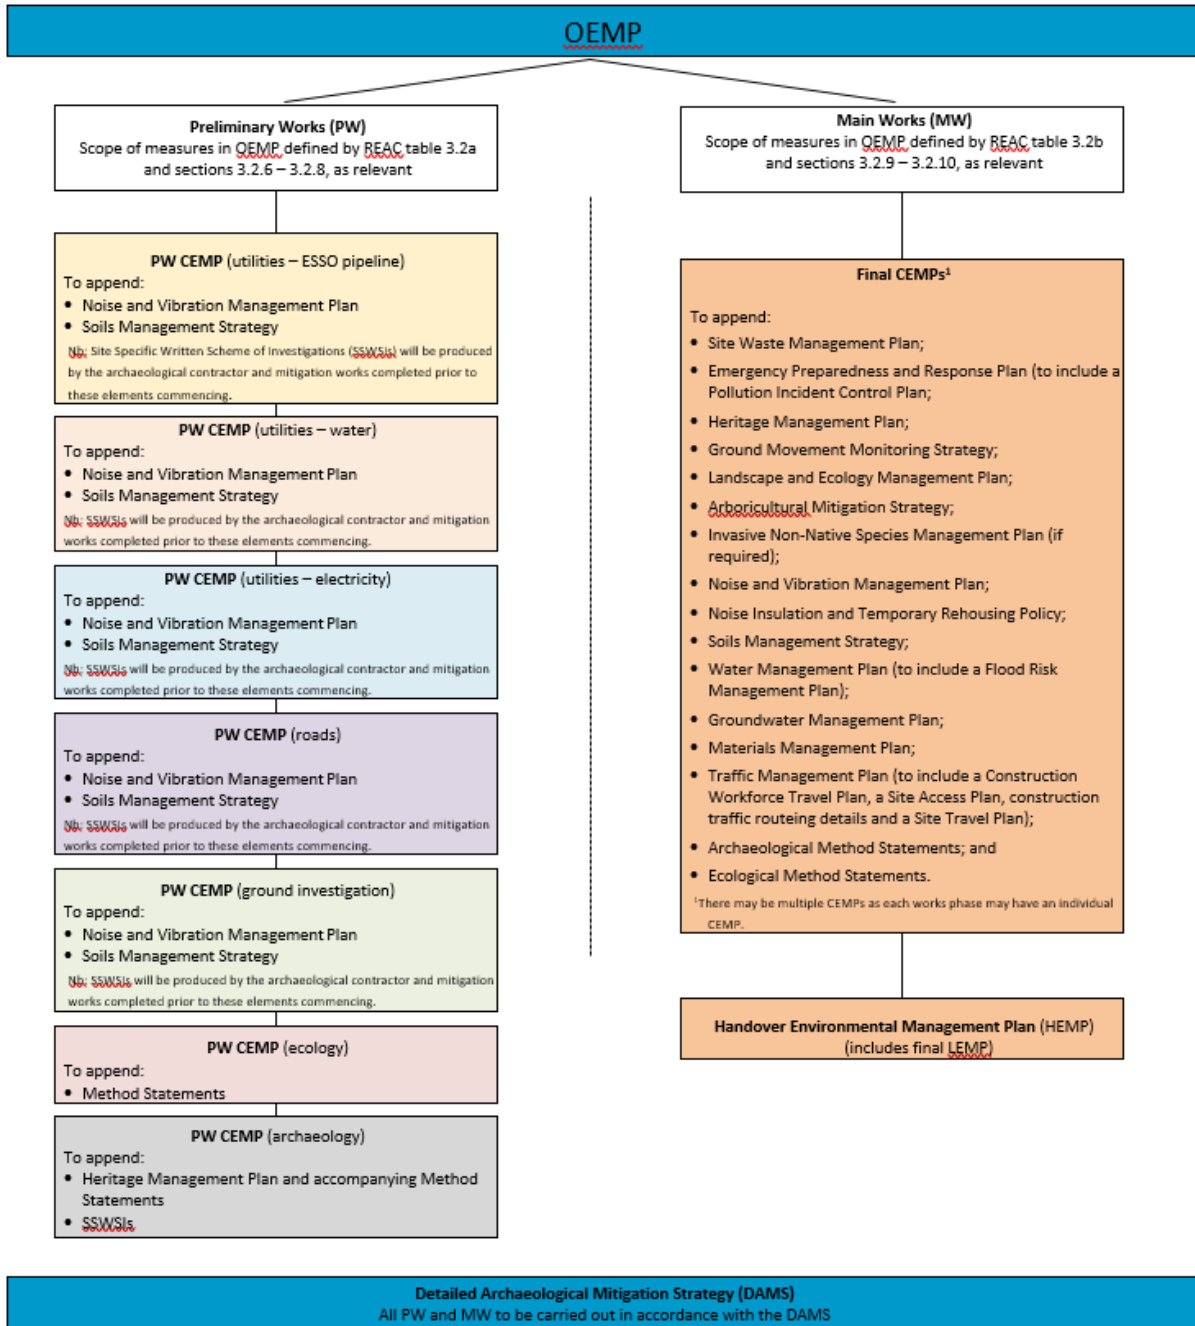 OEMP
Preliminary Works (PW)
Scope of measures in OEMP defined by REAC table 3.2a
and sections 3.2.6 – 3.2.8, as relevant
PW CEMP (utilities – ESSO pipeline)
To append:
• Noise and Vibration Management Plan
• Soils Management Strategy
Nb: Site Specific Written Scheme of Investigations (SSWSIs) will be produced
by the archaeological contractor and mitigation works completed prior to
these elements commencing.
PW CEMP (utilities – water)
To append:
• Noise and Vibration Management Plan
• Soils Management Strategy
Nb: SSWSIs will be produced by the archaeological contractor and mitigation
works completed prior to these elements commencing.
PW CEMP (utilities – electricity)
To append:
• Noise and Vibration Management Plan
• Soils Management Strategy
Nb: SSWSIs will be produced by the archaeological contractor and mitigation
works completed prior to these elements commencing.
PW CEMP (roads)
To append:
• Noise and Vibration Management Plan
• Soils Management Strategy
Nb: SSWSIs will be produced by the archaeological contractor and mitigation
works completed prior to these elements commencing.
PW CEMP (ground investigation)
To append:
• Noise and Vibration Management Plan
• Soils Management Strategy
Nb: SSWSIs will be produced by the archaeological contractor and mitigation
works completed prior to these elements commencing.
PW CEMP (ecology)
To append:
• Method Statements
PW CEMP (archaeology)
To append:
• Heritage Management Plan and accompanying Method
Statements
• SSWSIs
Main Works (MW)
Scope of measures in OEMP defined by REAC table 3.2b
and sections 3.2.9 – 3.2.10, as relevant
Final CEMPs¹
To append:
• Site Waste Management Plan;
• Emergency Preparedness and Response Plan (to include a
Pollution Incident Control Plan;
• Heritage Management Plan;
• Ground Movement Monitoring Strategy;
• Landscape and Ecology Management Plan;
• Arboricultural Mitigation Strategy;
• Invasive Non-Native Species Management Plan (if
required);
• Noise and Vibration Management Plan;
• Noise Insulation and Temporary Rehousing Policy;
• Soils Management Strategy;
• Water Management Plan (to include a Flood Risk
Management Plan);
• Groundwater Management Plan;
• Materials Management Plan;
• Traffic Management Plan (to include a Construction
Workforce Travel Plan, a Site Access Plan, construction
traffic routeing details and a Site Travel Plan);
• Archaeological Method Statements; and
• Ecological Method Statements.
¹There may be multiple CEMPs as each works phase may have an individual
CEMP.
Handover Environmental Management Plan (HEMP)
(includes final LEMP)
Detailed Archaeological Mitigation Strategy (DAMS)
All PW and MW to be carried out in accordance with the DAMS